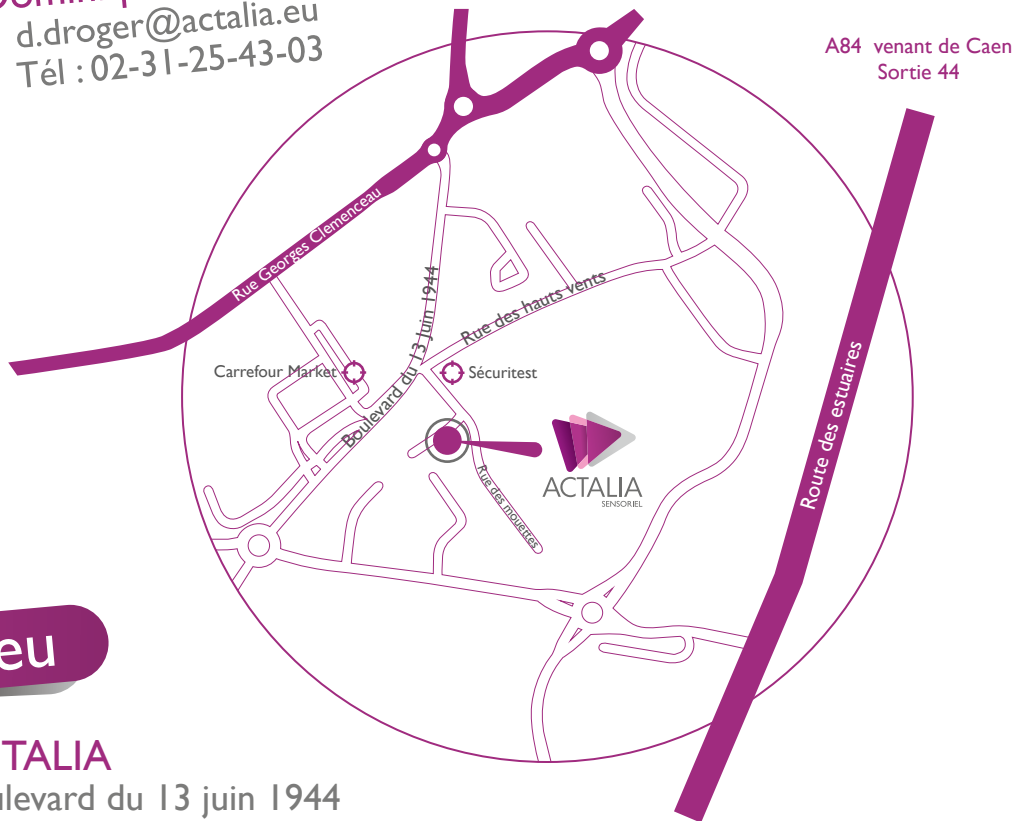 d.droger@actalia.eu
Tél : 02-31-25-43-03
A84 venant de Caen
Sortie 44
Rue Georges Clemenceau
Boulevard du 13 juin 1944
Rue des hauts vents
Carrefour Market
Sécuritest
Route des estuaires
ACTALIA
SENSORIEL
Rue des mouettes
eu
TALIA
ulevard du 13 juin 1944